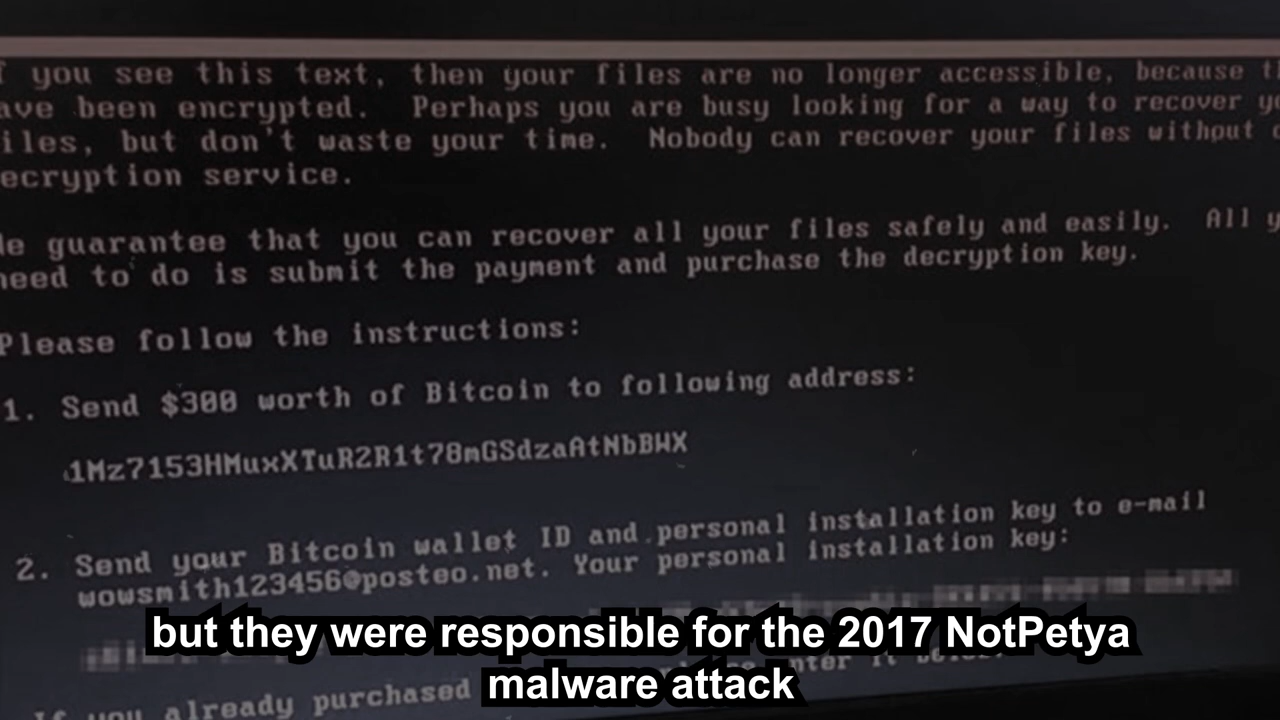 you see this text, then your files are no longer accessible, because
been encrypted. Perhaps you are busy looking for a way to recover
but don't waste your time. Nobody can recover your files without
service.
guarantee that you can recover all your files safely and easily. All
need to do is submit the payment and purchase the decryption key.
Please follow the instructions:
1. Send $300 worth of Bitcoin to following address:
1Mz7153HMuxXTuR2R1t78mGSdzaAtNbBWX
2. Send your Bitcoin wallet ID and personal installation key to e-mail
wowsmith123456@posteo.net. Your personal installation key:
If you already purchased
but they were responsible for the 2017 NotPetya
malware attack